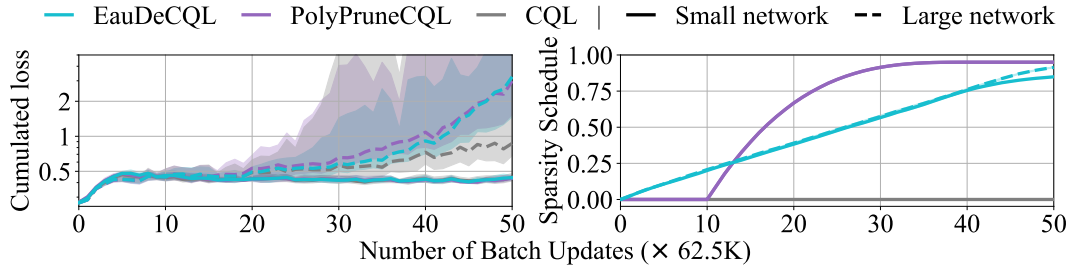 EauDeCQL PolyPruneCQL CQL | Small network Large network
Cumulated loss
2
1
0.5
0 10 20 30 40 50
Sparsity Schedule
1.00
0.75
0.50
0.25
0.00
0 10 20 30 40 50
Number of Batch Updates (× 62.5K)